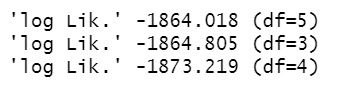 'log Lik.' -1864.018 (df=5)
'log Lik.' -1864.805 (df=3)
'log Lik.' -1873.219 (df=4)